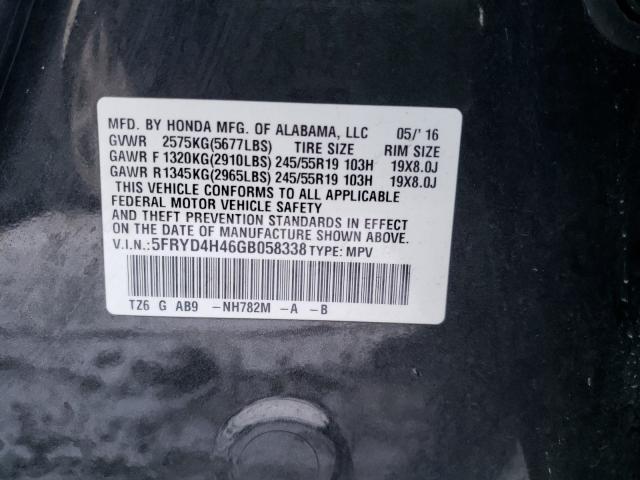 MFD. BY HONDA MFG. OF ALABAMA, LLC 05/' 16
GVWR 2575KG(5677LBS) TIRE SIZE RIM SIZE
GAWR F 1320KG(2910LBS) 245/55R19 103H 19X8.0J
GAWR R1345KG(2965LBS) 245/55R19 103H 19X8.0J
THIS VEHICLE CONFORMS TO ALL APPLICABLE
FEDERAL MOTOR VEHICLE SAFETY
AND THEFT PREVENTION STANDARDS IN EFFECT
ON THE DATE OF MANUFACTURE SHOWN ABOVE.
V.I.N.:5FRYD4H46GB058338 TYPE: MPV
TZ6 G AB9 -NH782M -A -B